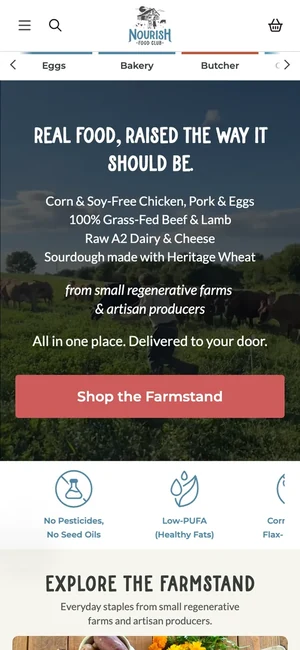 NOURISH
FOOD CLUB
Eggs
Bakery
Butcher
REAL FOOD, RAISED THE WAY IT
SHOULD BE.
Corn & Soy-Free Chicken, Pork & Eggs
100% Grass-Fed Beef & Lamb
Raw A2 Dairy & Cheese
Sourdough made with Heritage Wheat
from small regenerative farms
& artisan producers
All in one place. Delivered to your door.
Shop the Farmstand
No Pesticides,
No Seed Oils
Low-PUFA
(Healthy Fats)
Corn
Flax-
EXPLORE THE FARMSTAND
Everyday staples from small regenerative
farms and artisan producers.